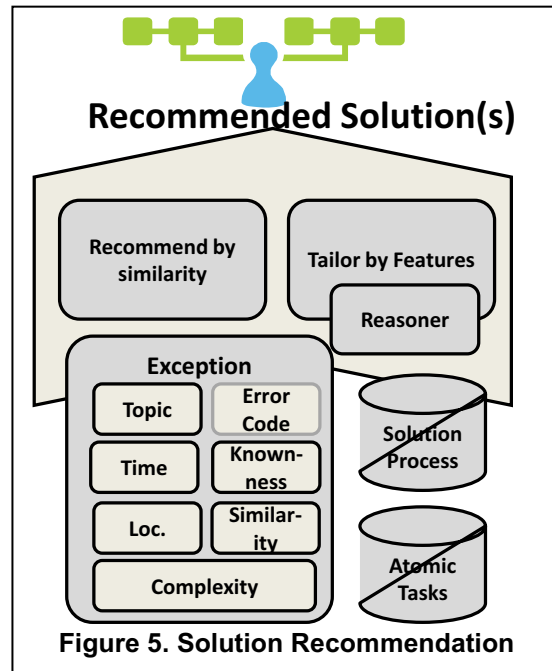 Recommended Solution(s)
Recommend by
similarity
Tailor by Features
Reasoner
Exception
Topic
Error
Code
Time
Known-
ness
Loc.
Similar-
ity
Complexity
Solution
Process
Atomic
Tasks
Figure 5. Solution Recommendation